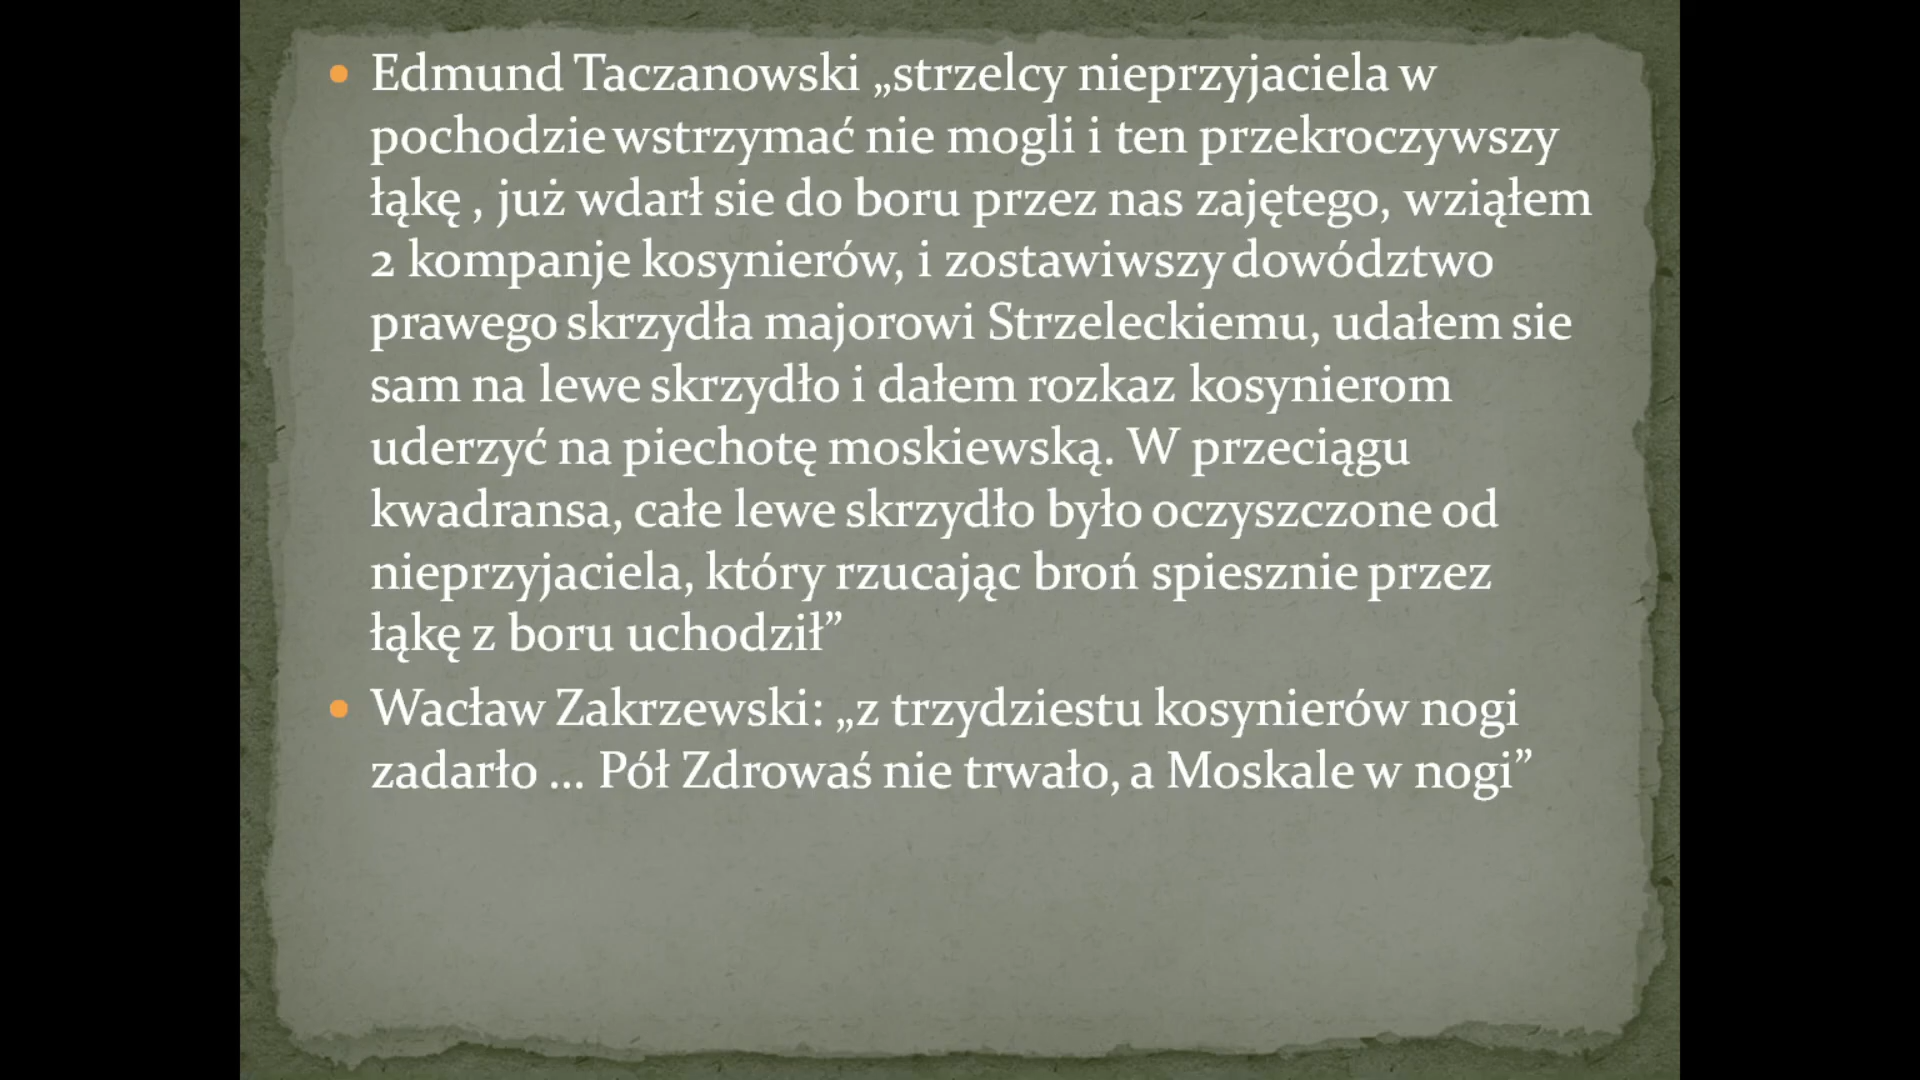 Edmund Taczanowski „strzelcy nieprzyjaciela w
pochodzie wstrzymać nie mogli i ten przekroczywszy
łąkę , już wdarł sie do boru przez nas zajętego, wziąłem
2 kompanje kosynierów, i zostawiwszy dowództwo
prawego skrzydła majorowi Strzeleckiemu, udałem sie
sam na lewe skrzydło i dałem rozkaz kosynierom
uderzyć na piechotę moskiewską. W przeciągu
kwadransa, całe lewe skrzydło było oczyszczone od
nieprzyjaciela, który rzucając broń spiesznie przez
łąkę z boru uchodził”
Wacław Zakrzewski: „z trzydziestu kosynierów nogi
zadarło ... Pół Zdrowaś nie trwało, a Moskale w nogi”